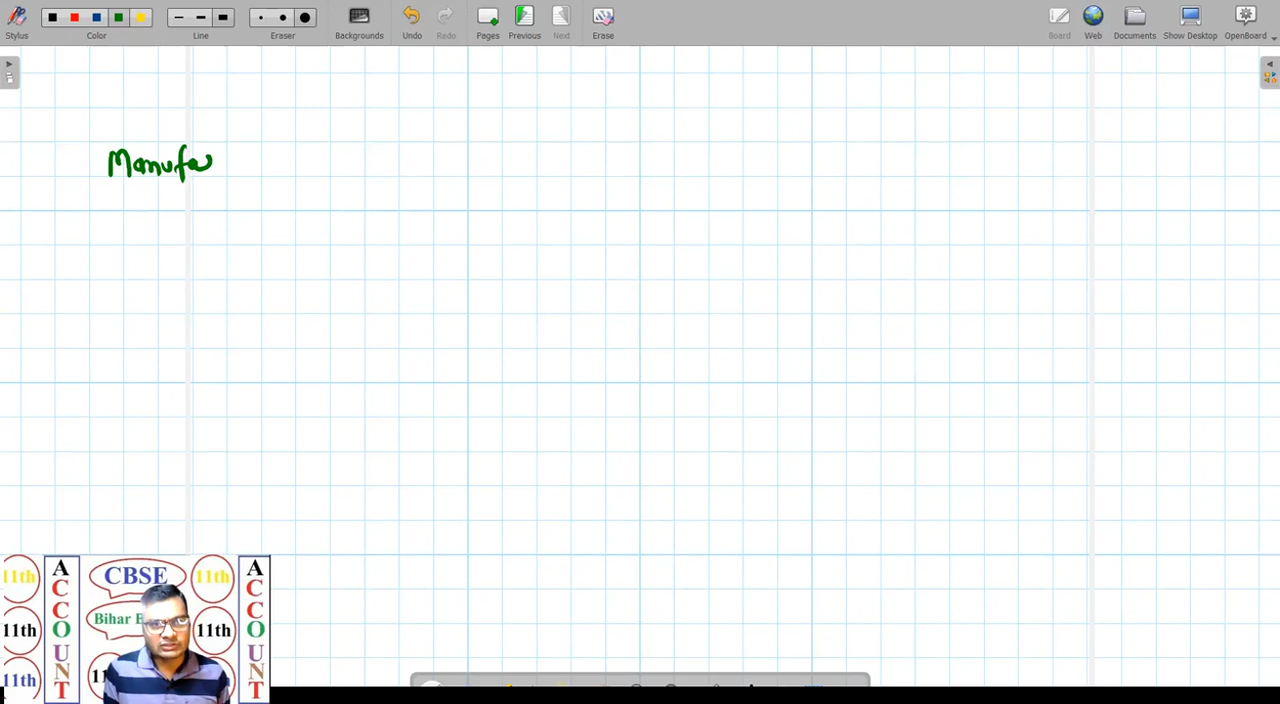 Stylus Color Line Eraser Backgrounds Undo Redo Pages Previous Next Erase Board Web Documents Show Desktop OpenBoard
Manufa
11th A CBSE 11th A
C C
C C
11th O Bihar B 11th O
U U
N N
11th T 11 T